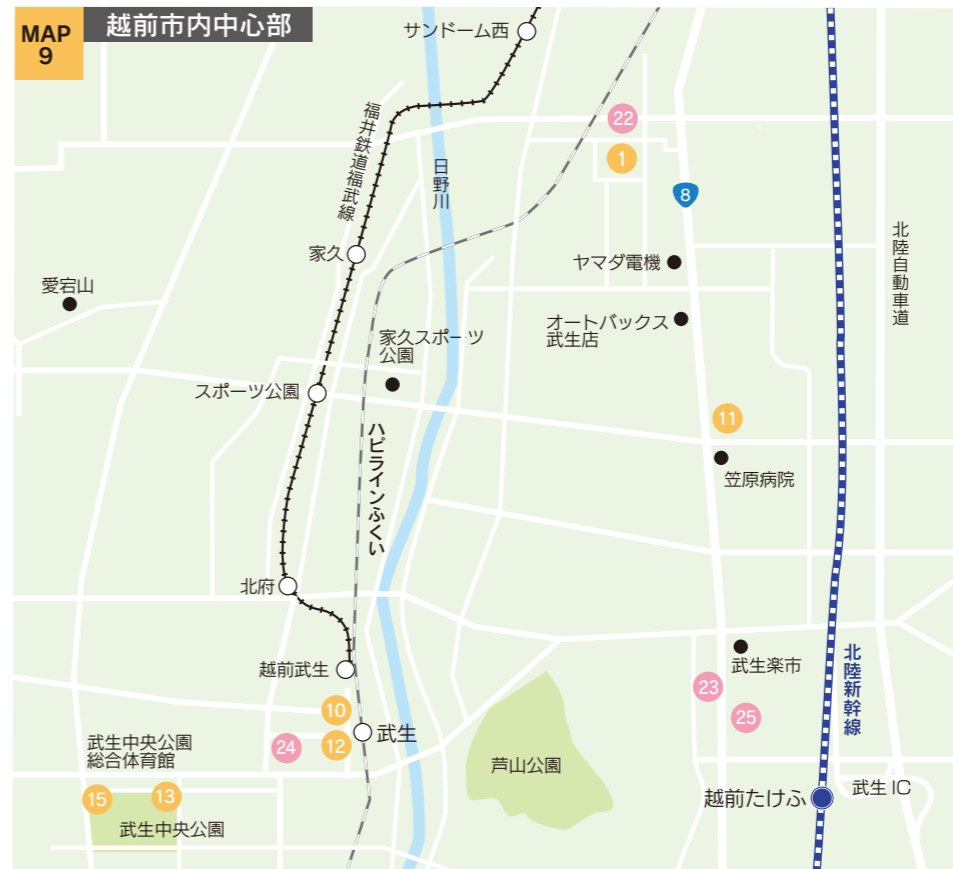 MAP
9
越前市内中心部
サンドーム西
福井鉄道福武線
日野川
22
1
8
北陸自動車道
家久
ヤマダ電機
愛宕山
オートバックス
武生店
家久スポーツ
公園
スポーツ公園
11
ハピラインふくい
笠原病院
北府
越前武生
武生楽市
北陸新幹線
23
25
10
武生
12
24
武生中央公園
総合体育館
芦山公園
15
13
武生中央公園
越前たけふ
武生IC